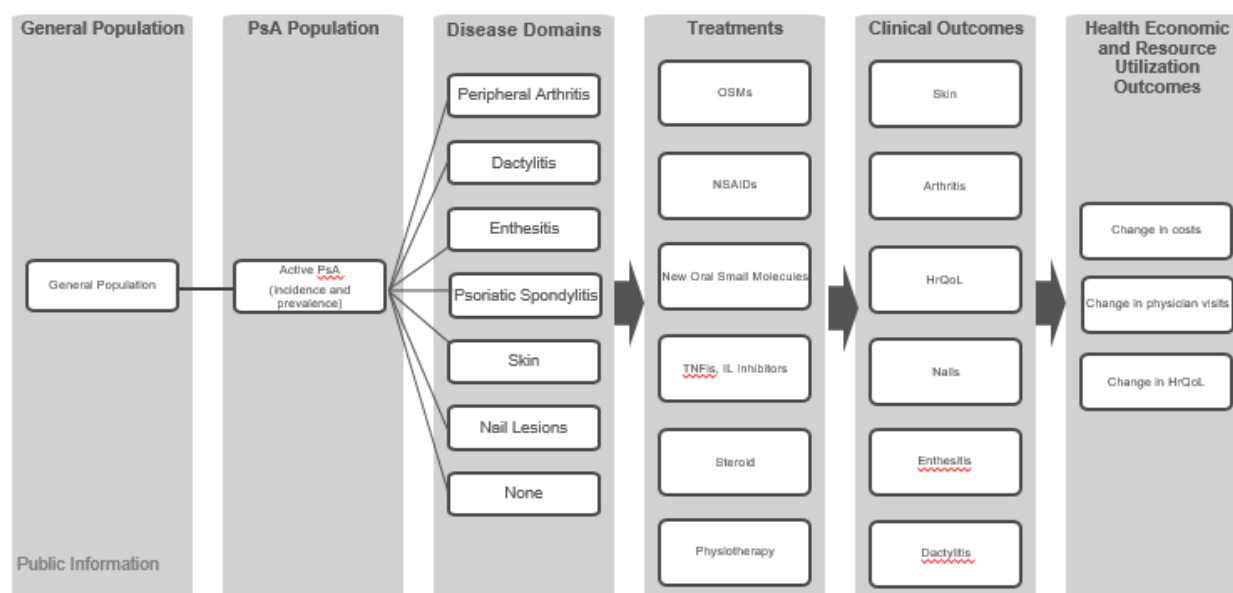 General Population
PsA Population
Disease Domains
Treatments
Clinical Outcomes
Health Economic
and Resource
Utilization
Outcomes
General Population
Active PsA
(incidence and
prevalence)
Peripheral Arthritis
Dactylitis
Enthesitis
Psoriatic Spondylitis
Skin
Nail Lesions
None
OSMs
NSAIDs
New Oral Small Molecules
TNFis, IL Inhibitors
Steroid
Physiotherapy
Skin
Arthritis
HrQoL
Nails
Enthesitis
Dactylitis
Change in costs
Change in physician visits
Change in HrQoL
Public Information